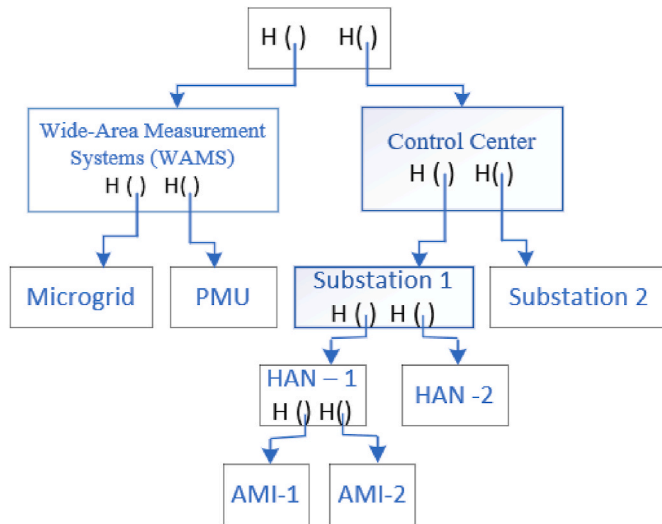 H ( ) H( )
Wide-Area Measurement
Systems (WAMS)
H ( ) H( )
Control Center
H ( ) H( )
Microgrid
PMU
Substation 1
H ( ) H ( )
Substation 2
HAN – 1
H ( ) H( )
HAN -2
AMI-1
AMI-2